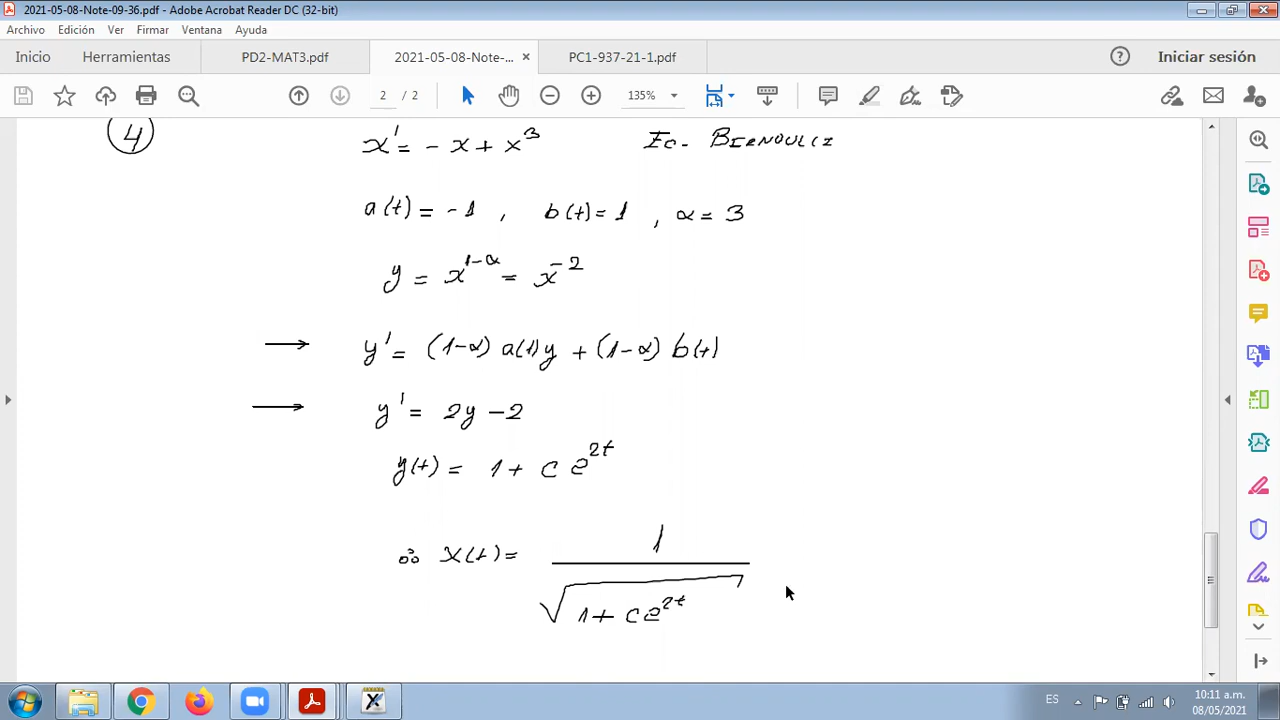 2021-05-08-Note-09-36.pdf - Adobe Acrobat Reader DC (32-bit)
Archivo Edición Ver Firmar Ventana Ayuda
Inicio Herramientas PD2-MAT3.pdf 2021-05-08-Note-... × PC1-937-21-1.pdf Iniciar sesión
2 / 2 135%
4 x' = - x + x³ Ec. BERNOULLI
a(t) = -1 , b(t) = 1 , α = 3
y = x^{1-α} = x^{-2}
→ y' = (1-α) a(t) y + (1-α) b(t)
→ y' = 2y - 2
y(t) = 1 + c e^{2t}
∴ x(t) = 1 / √(1 + c e^{2t})
ES 10:11 a.m.
08/05/2021